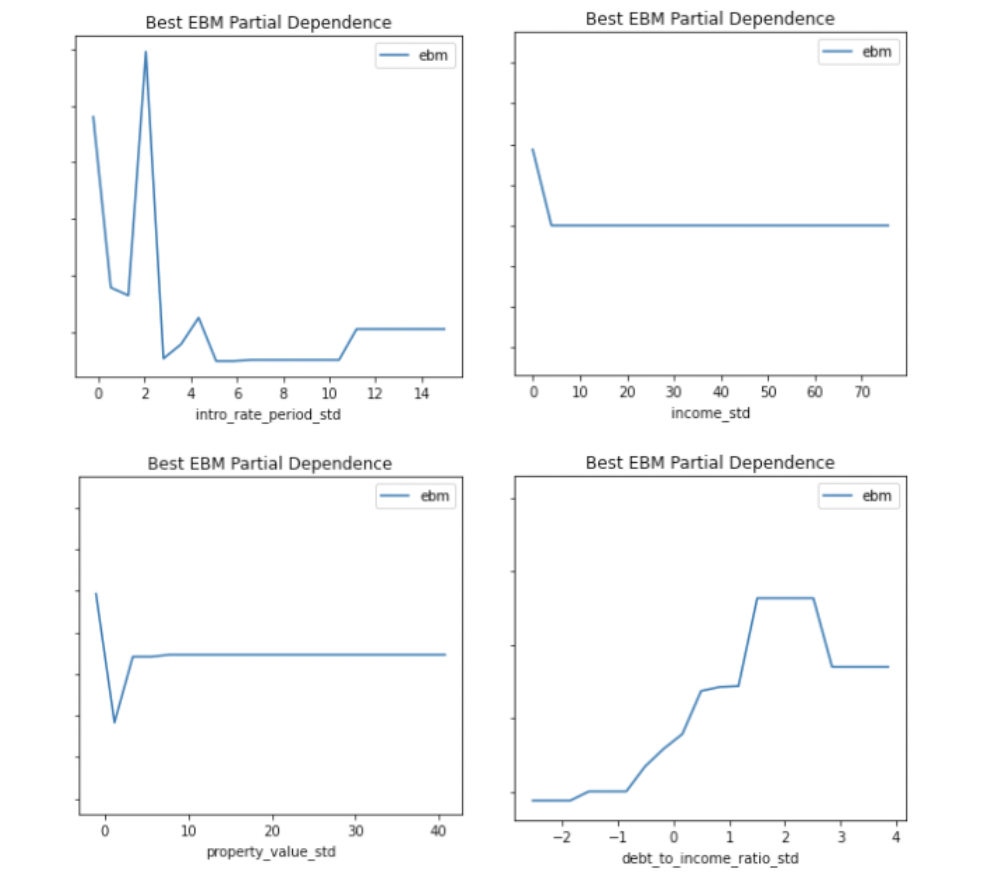 Best EBM Partial Dependence
ebm
0 2 4 6 8 10 12 14
intro_rate_period_std
Best EBM Partial Dependence
ebm
0 10 20 30 40 50 60 70
income_std
Best EBM Partial Dependence
ebm
0 10 20 30 40
property_value_std
Best EBM Partial Dependence
ebm
−2 −1 0 1 2 3 4
debt_to_income_ratio_std